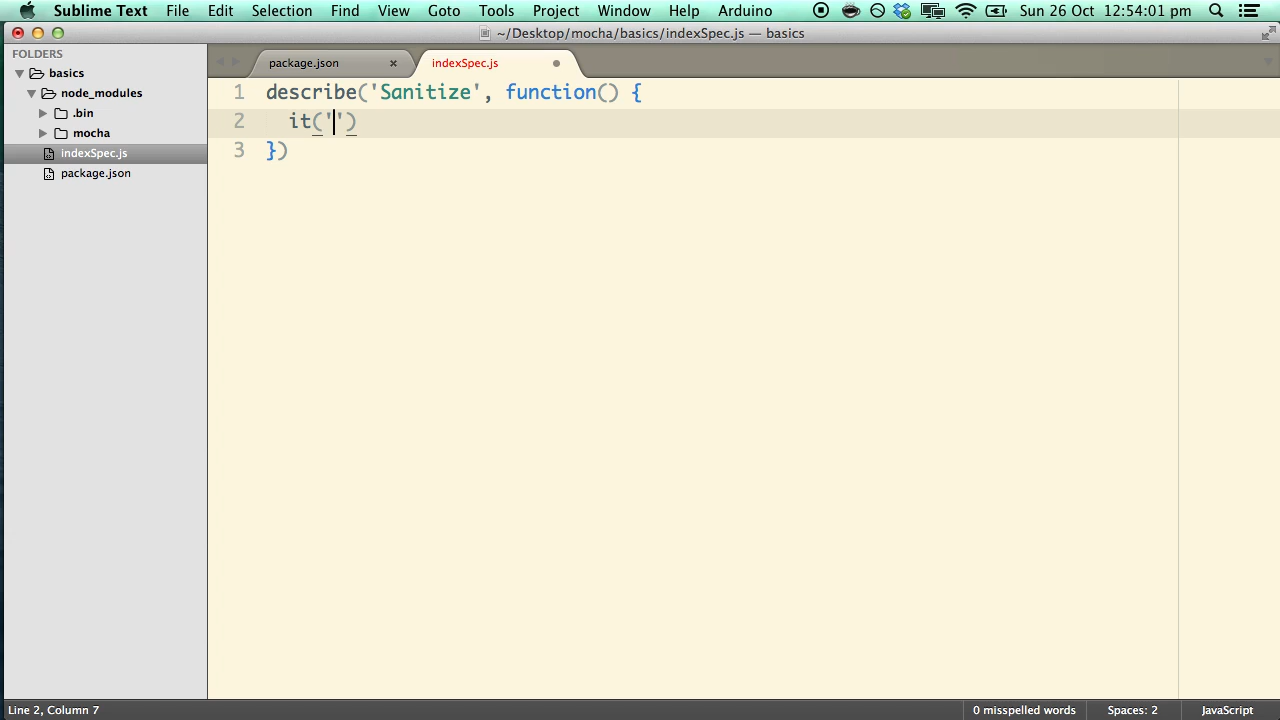 Sublime Text File Edit Selection Find View Goto Tools Project Window Help Arduino Sun 26 Oct 12:54:01 pm
~/Desktop/mocha/basics/indexSpec.js — basics
FOLDERS
basics
node_modules
.bin
mocha
indexSpec.js
package.json
package.json × indexSpec.js
1 describe('Sanitize', function() {
2 it('')
3 })
Line 2, Column 7 0 misspelled words Spaces: 2 JavaScript